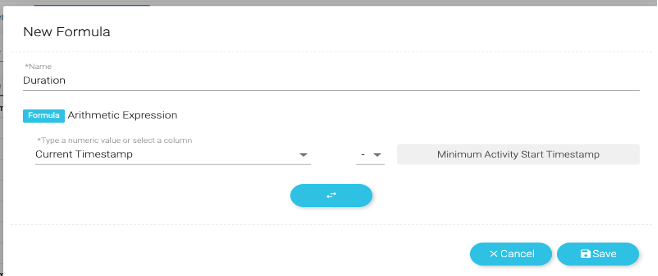 New Formula
*Name
Duration
Formula Arithmetic Expression
*Type a numeric value or select a column
Current Timestamp - Minimum Activity Start Timestamp
Cancel Save